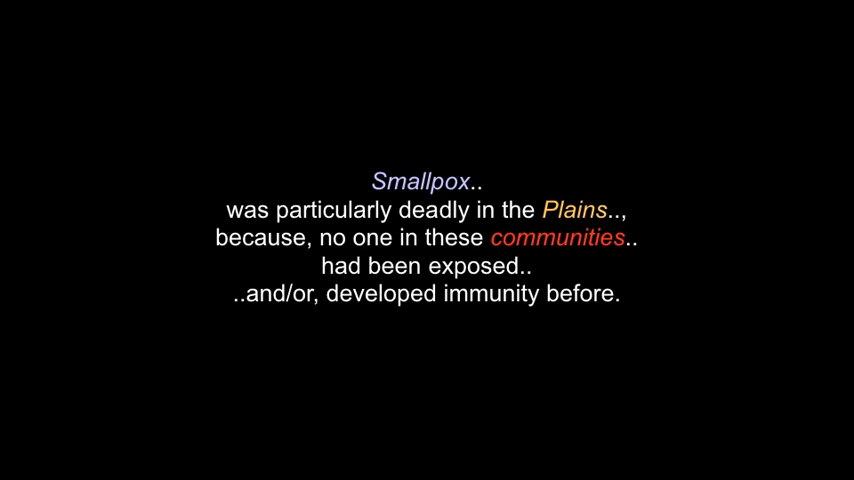 Smallpox..
was particularly deadly in the Plains..,
because, no one in these communities..
had been exposed..
..and/or, developed immunity before.